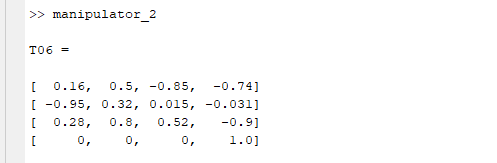 >> manipulator_2
T06 =
[  0.16,  0.5, -0.85,  -0.74]
[ -0.95, 0.32, 0.015, -0.031]
[  0.28,  0.8,  0.52,   -0.9]
[     0,    0,     0,    1.0]